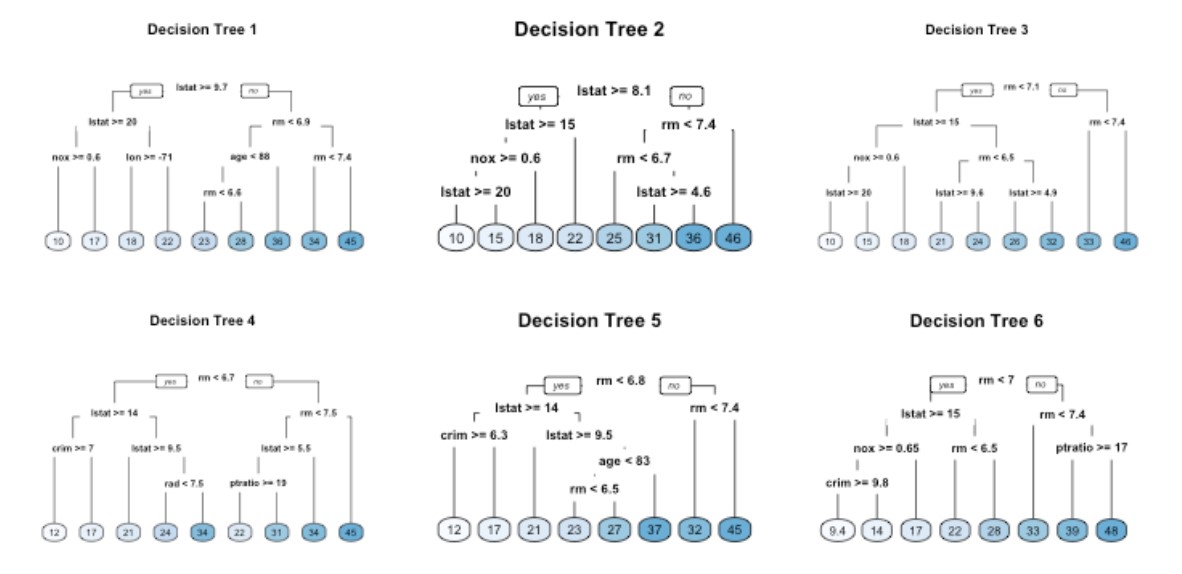 Decision Tree 1
yes lstat >= 9.7 no
lstat >= 20 rm < 6.9
nox >= 0.6 lon >= -71 age < 88 rm < 7.4
rm < 6.6
10 17 18 22 23 28 36 34 45
Decision Tree 2
yes lstat >= 8.1 no
lstat >= 15 rm < 7.4
nox >= 0.6 rm < 6.7
lstat >= 20 lstat >= 4.6
10 15 18 22 25 31 36 46
Decision Tree 3
yes rm < 7.1 no
lstat >= 15 rm < 7.4
nox >= 0.6 rm < 6.5
lstat >= 20 lstat >= 9.6 lstat >= 4.9
10 15 18 21 24 26 32 33 46
Decision Tree 4
yes rm < 6.7 no
lstat >= 14 rm < 7.5
crim >= 7 lstat >= 9.5 lstat >= 5.5
rad < 7.5 ptratio >= 19
12 17 21 24 34 22 31 34 45
Decision Tree 5
yes rm < 6.8 no
lstat >= 14 rm < 7.4
crim >= 6.3 lstat >= 9.5
age < 83
rm < 6.5
12 17 21 23 27 37 32 45
Decision Tree 6
yes rm < 7 no
lstat >= 15 rm < 7.4
nox >= 0.65 rm < 6.5 ptratio >= 17
crim >= 9.8
9.4 14 17 22 28 33 39 48